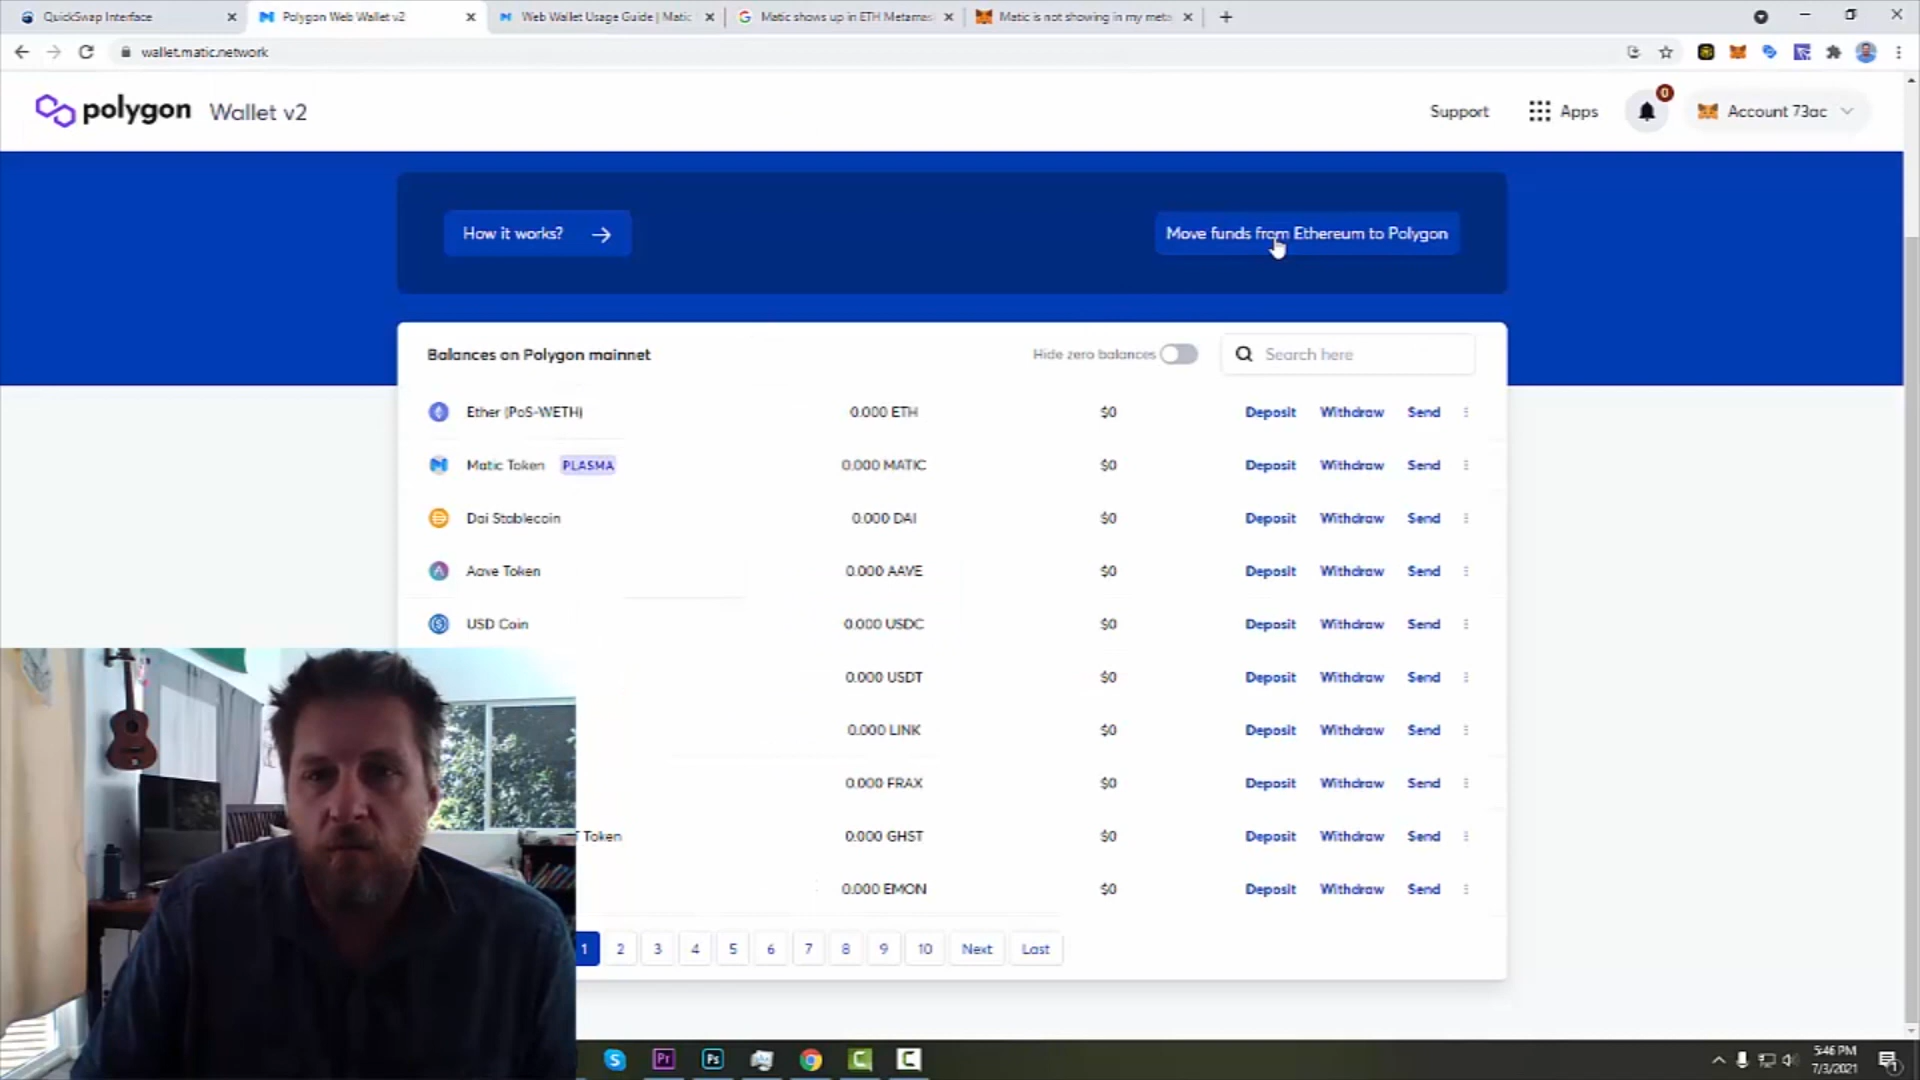 QuickSwap Interface
Polygon Web Wallet v2
Web Wallet Usage Guide | Matic
Matic shows up in ETH Metamas
Matic is not showing in my meta
wallet.matic.network
polygon Wallet v2
Support
Apps
0
Account 73ac
How it works?
Move funds from Ethereum to Polygon
Balances on Polygon mainnet
Hide zero balances
Search here
Ether (PoS-WETH) 0.000 ETH $0 Deposit Withdraw Send
Matic Token PLASMA 0.000 MATIC $0 Deposit Withdraw Send
Dai Stablecoin 0.000 DAI $0 Deposit Withdraw Send
Aave Token 0.000 AAVE $0 Deposit Withdraw Send
USD Coin 0.000 USDC $0 Deposit Withdraw Send
0.000 USDT $0 Deposit Withdraw Send
0.000 LINK $0 Deposit Withdraw Send
0.000 FRAX $0 Deposit Withdraw Send
T Token 0.000 GHST $0 Deposit Withdraw Send
0.000 EMON $0 Deposit Withdraw Send
1 2 3 4 5 6 7 8 9 10 Next Last
Pr
Ps
5:46 PM
7/3/2021
1